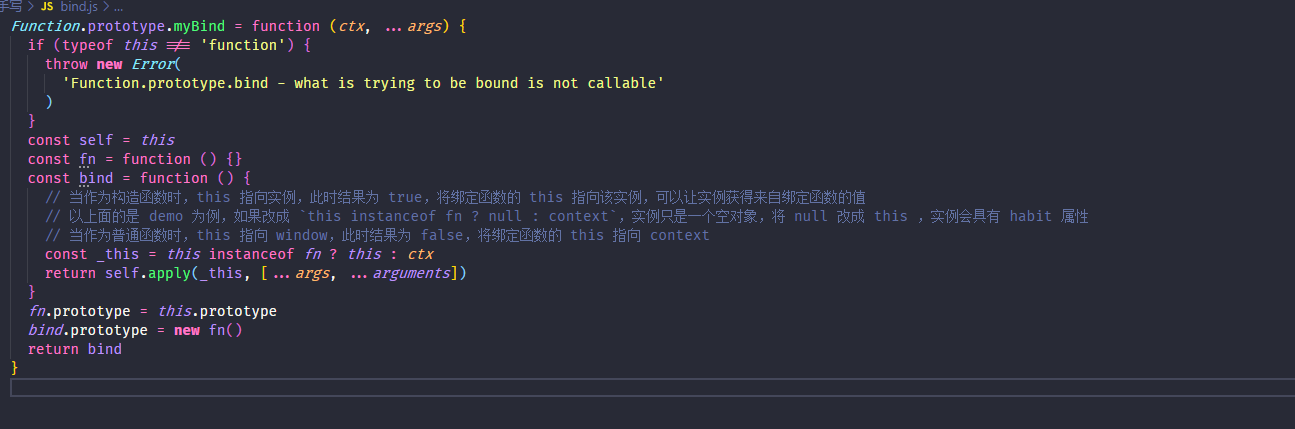 手写 > JS bind.js > ...
Function.prototype.myBind = function (ctx, ...args) {
  if (typeof this !== 'function') {
    throw new Error(
      'Function.prototype.bind - what is trying to be bound is not callable'
    )
  }
  const self = this
  const fn = function () {}
  const bind = function () {
    // 当作为构造函数时，this 指向实例，此时结果为 true，将绑定函数的 this 指向该实例，可以让实例获得来自绑定函数的值
    // 以上面的是 demo 为例，如果改成 `this instanceof fn ? null : context`，实例只是一个空对象，将 null 改成 this ，实例会具有 habit 属性
    // 当作为普通函数时，this 指向 window，此时结果为 false，将绑定函数的 this 指向 context
    const _this = this instanceof fn ? this : ctx
    return self.apply(_this, [...args, ...arguments])
  }
  fn.prototype = this.prototype
  bind.prototype = new fn()
  return bind
}